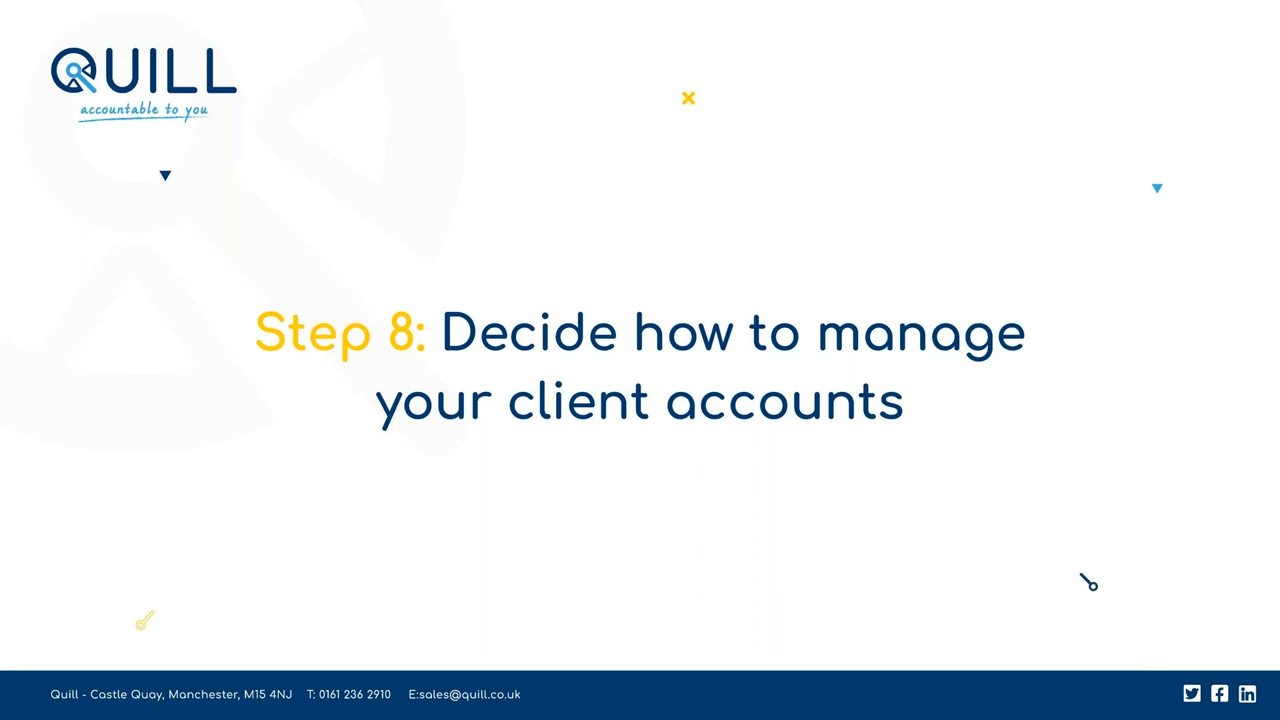 QUILL
accountable to you
Step 8: Decide how to manage
your client accounts
Quill - Castle Quay, Manchester, M15 4NJ T: 0161 236 2910 E:sales@quill.co.uk